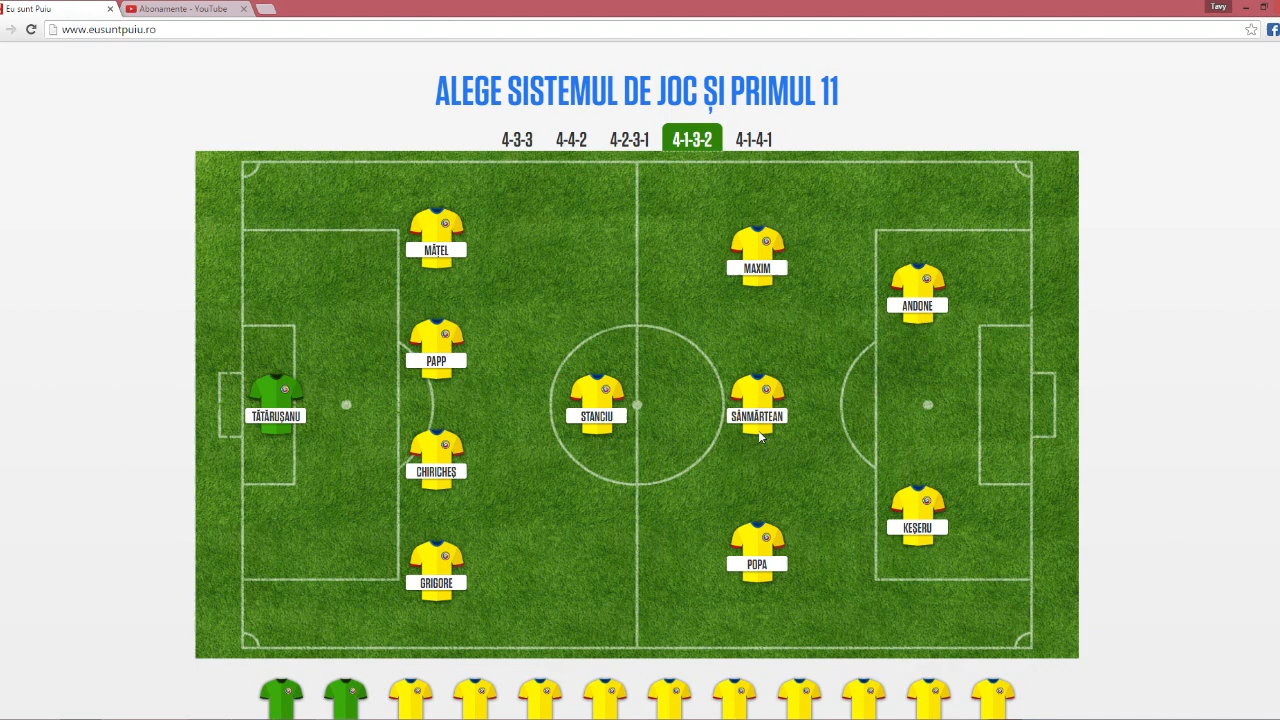 Eu sunt Puiu
Abonamente - YouTube
Tavy
www.eusuntpuiu.ro
ALEGE SISTEMUL DE JOC ȘI PRIMUL 11
4-3-3 4-4-2 4-2-3-1 4-1-3-2 4-1-4-1
MĂȚEL
MAXIM
ANDONE
PAPP
TĂTĂRUȘANU
STANCIU
SÂNMĂRTEAN
CHIRICHEȘ
KEȘERU
POPA
GRIGORE